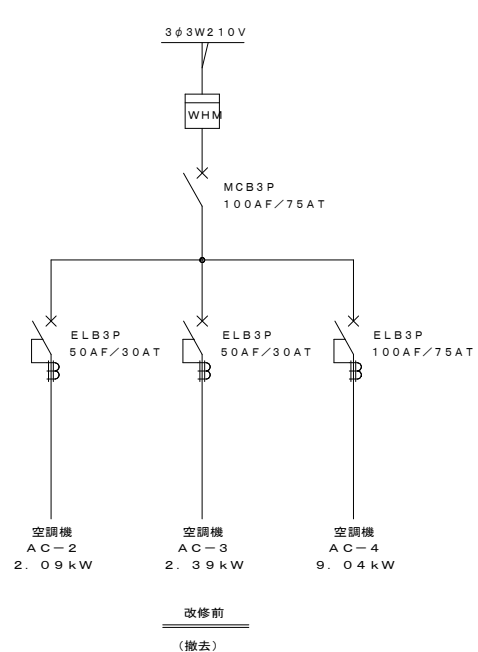 3φ3W210V
WHM
MCB3P
100AF／75AT
ELB3P
50AF／30AT
ELB3P
50AF／30AT
ELB3P
100AF／75AT
空調機
AC－2
2．09kW
空調機
AC－3
2．39kW
空調機
AC－4
9．04kW
改修前
（撤去）